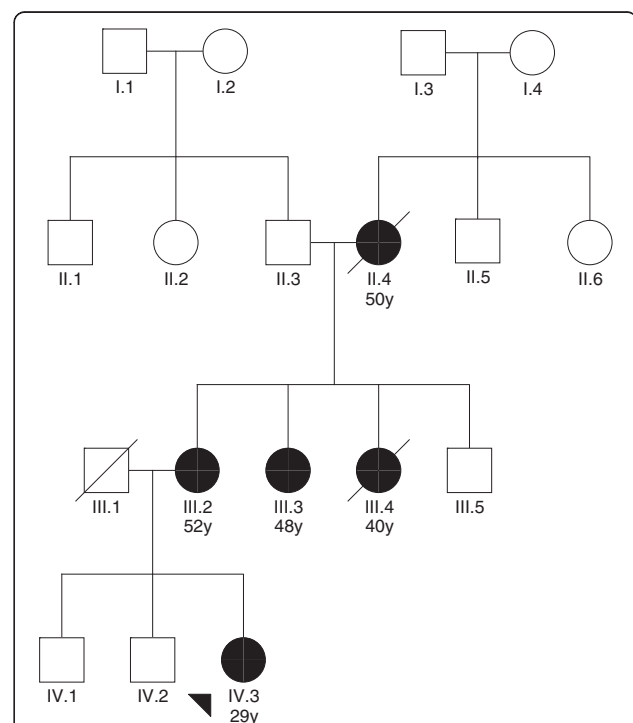 I.1 I.2 I.3 I.4
II.1 II.2 II.3 II.4 II.5 II.6
50y
III.1 III.2 III.3 III.4 III.5
52y 48y 40y
IV.1 IV.2 IV.3
29y